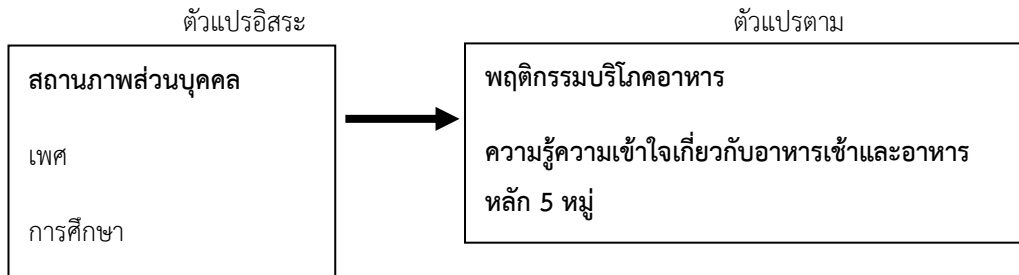 ตัวแปรอิสระ
ตัวแปรตาม
สถานภาพส่วนบุคคล
เพศ
การศึกษา
พฤติกรรมบริโภคอาหาร
ความรู้ความเข้าใจเกี่ยวกับอาหารเช้าและอาหาร
หลัก 5 หมู่